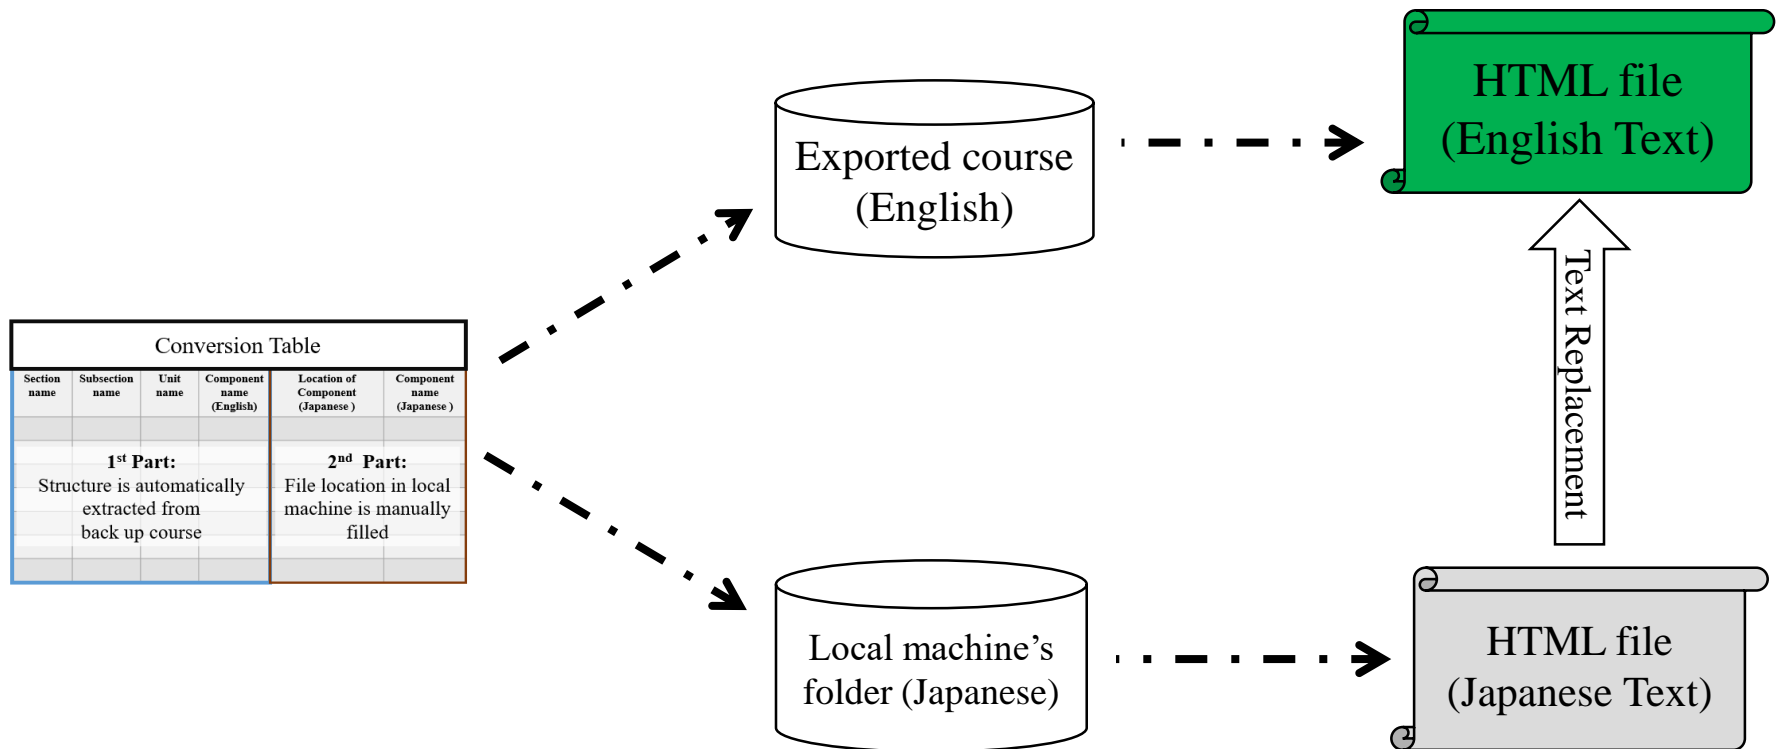 HTML file
(English Text)
Exported course
(English)
Text Replacement
Conversion Table
Section name
Subsection name
Unit name
Component name (English)
Location of Component (Japanese )
Component name (Japanese )
1st Part:
Structure is automatically
extracted from
back up course
2nd Part:
File location in local
machine is manually
filled
Local machine’s
folder (Japanese)
HTML file
(Japanese Text)